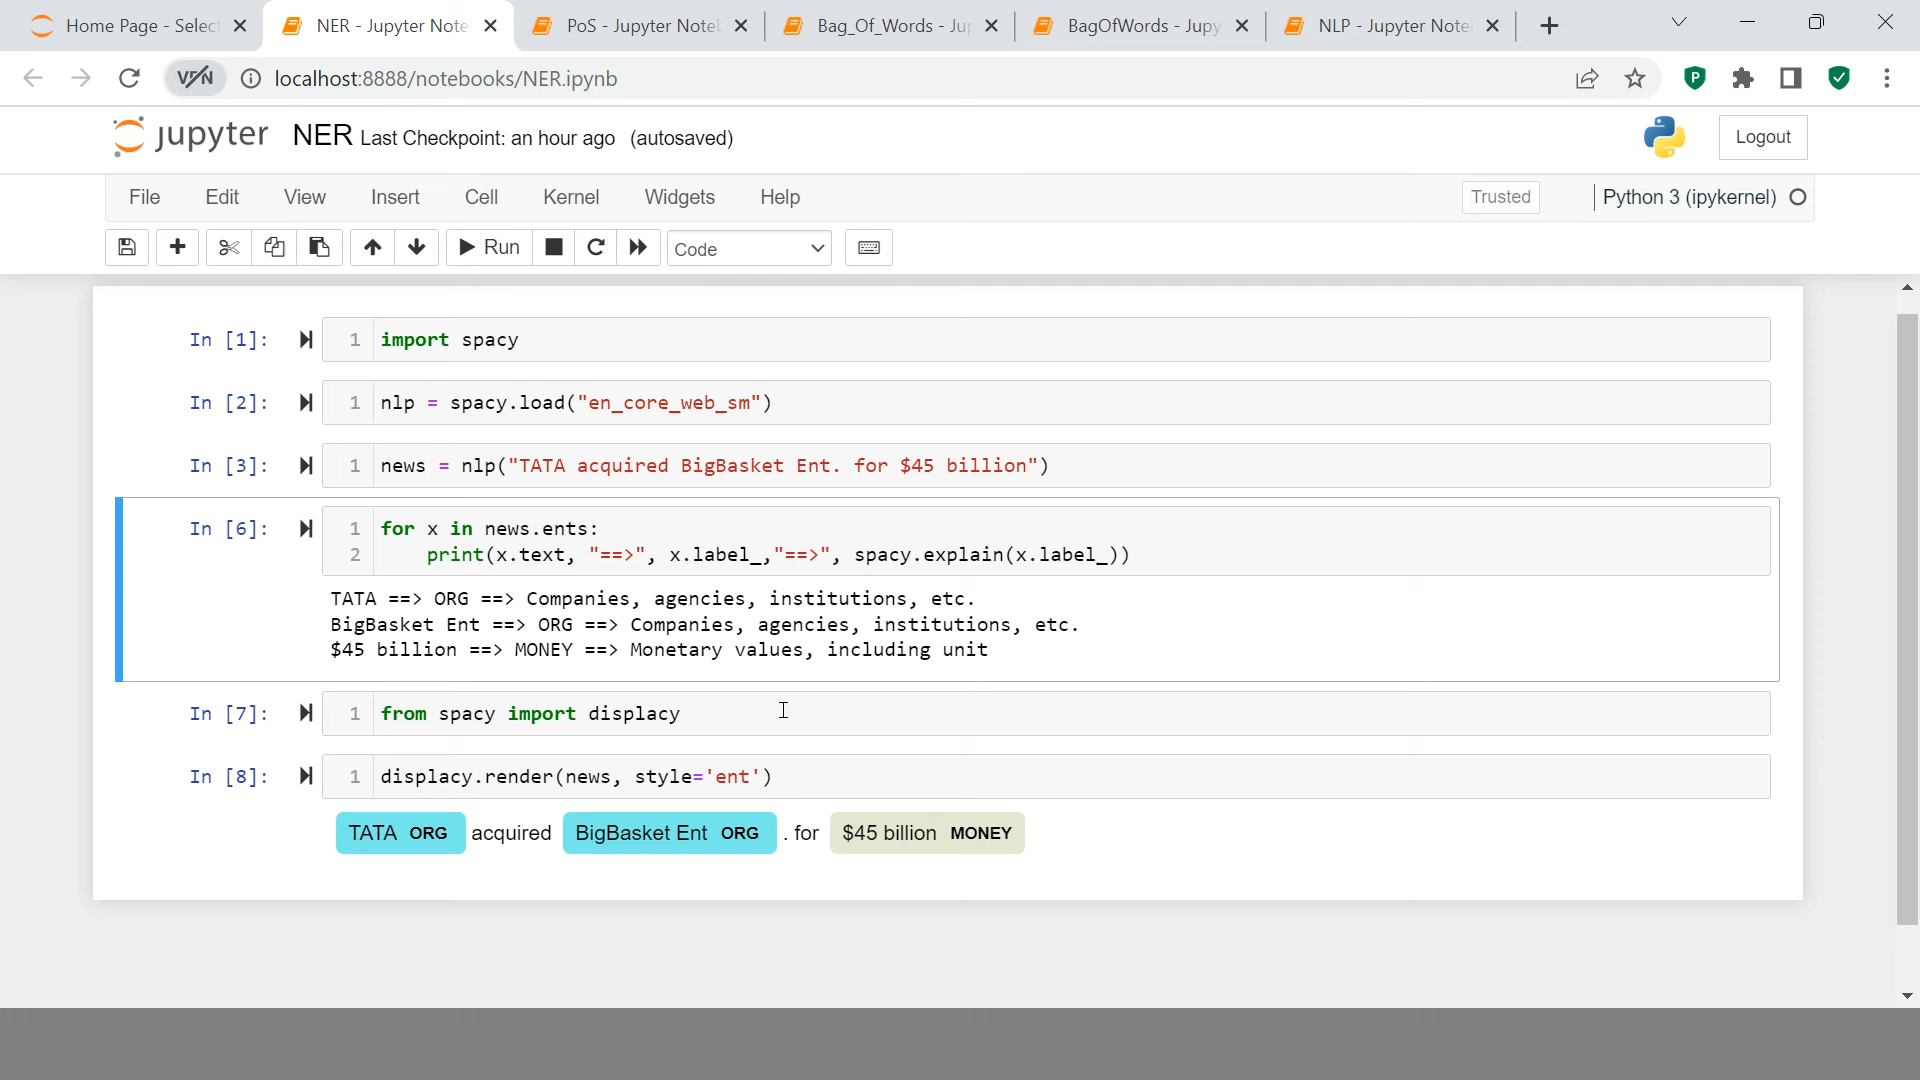 Home Page - Selec
NER - Jupyter Note
PoS - Jupyter Note
Bag_Of_Words - Ju
BagOfWords - Jupy
NLP - Jupyter Note
VPN
localhost:8888/notebooks/NER.ipynb
jupyter NER Last Checkpoint: an hour ago (autosaved)
Logout
File Edit View Insert Cell Kernel Widgets Help
Trusted
Python 3 (ipykernel)
Run
Code
In [1]: 1 import spacy
In [2]: 1 nlp = spacy.load("en_core_web_sm")
In [3]: 1 news = nlp("TATA acquired BigBasket Ent. for $45 billion")
In [6]: 1 for x in news.ents:
2 print(x.text, "==>", x.label_,"==>", spacy.explain(x.label_))
TATA ==> ORG ==> Companies, agencies, institutions, etc.
BigBasket Ent ==> ORG ==> Companies, agencies, institutions, etc.
$45 billion ==> MONEY ==> Monetary values, including unit
In [7]: 1 from spacy import displacy
In [8]: 1 displacy.render(news, style='ent')
TATA ORG acquired BigBasket Ent ORG . for $45 billion MONEY